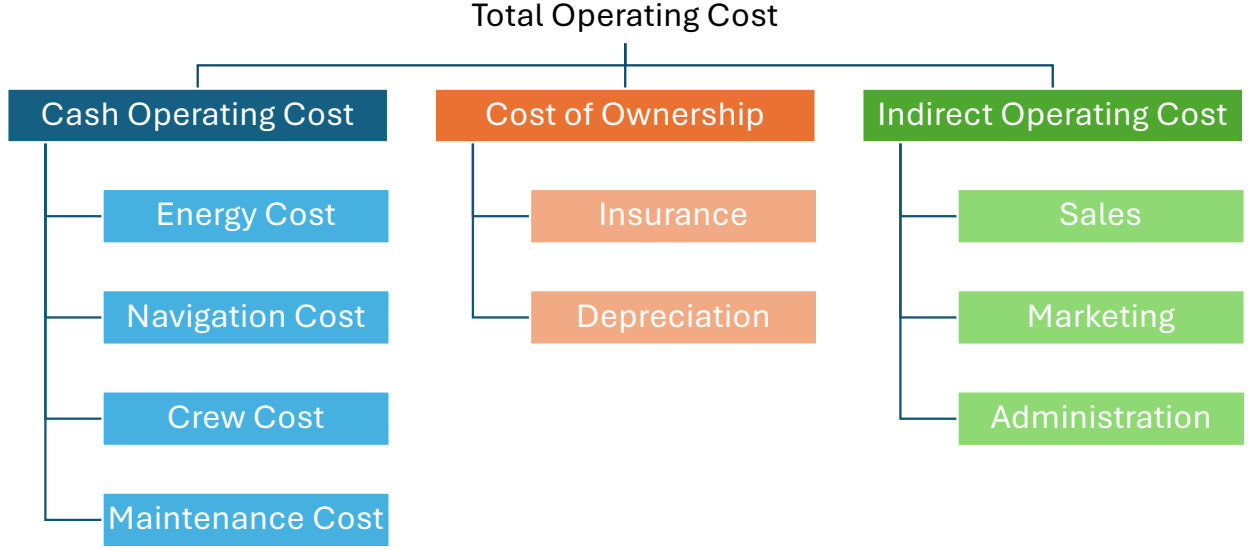 Total Operating Cost
Cash Operating Cost
Cost of Ownership
Indirect Operating Cost
Energy Cost
Insurance
Sales
Navigation Cost
Depreciation
Marketing
Crew Cost
Administration
Maintenance Cost